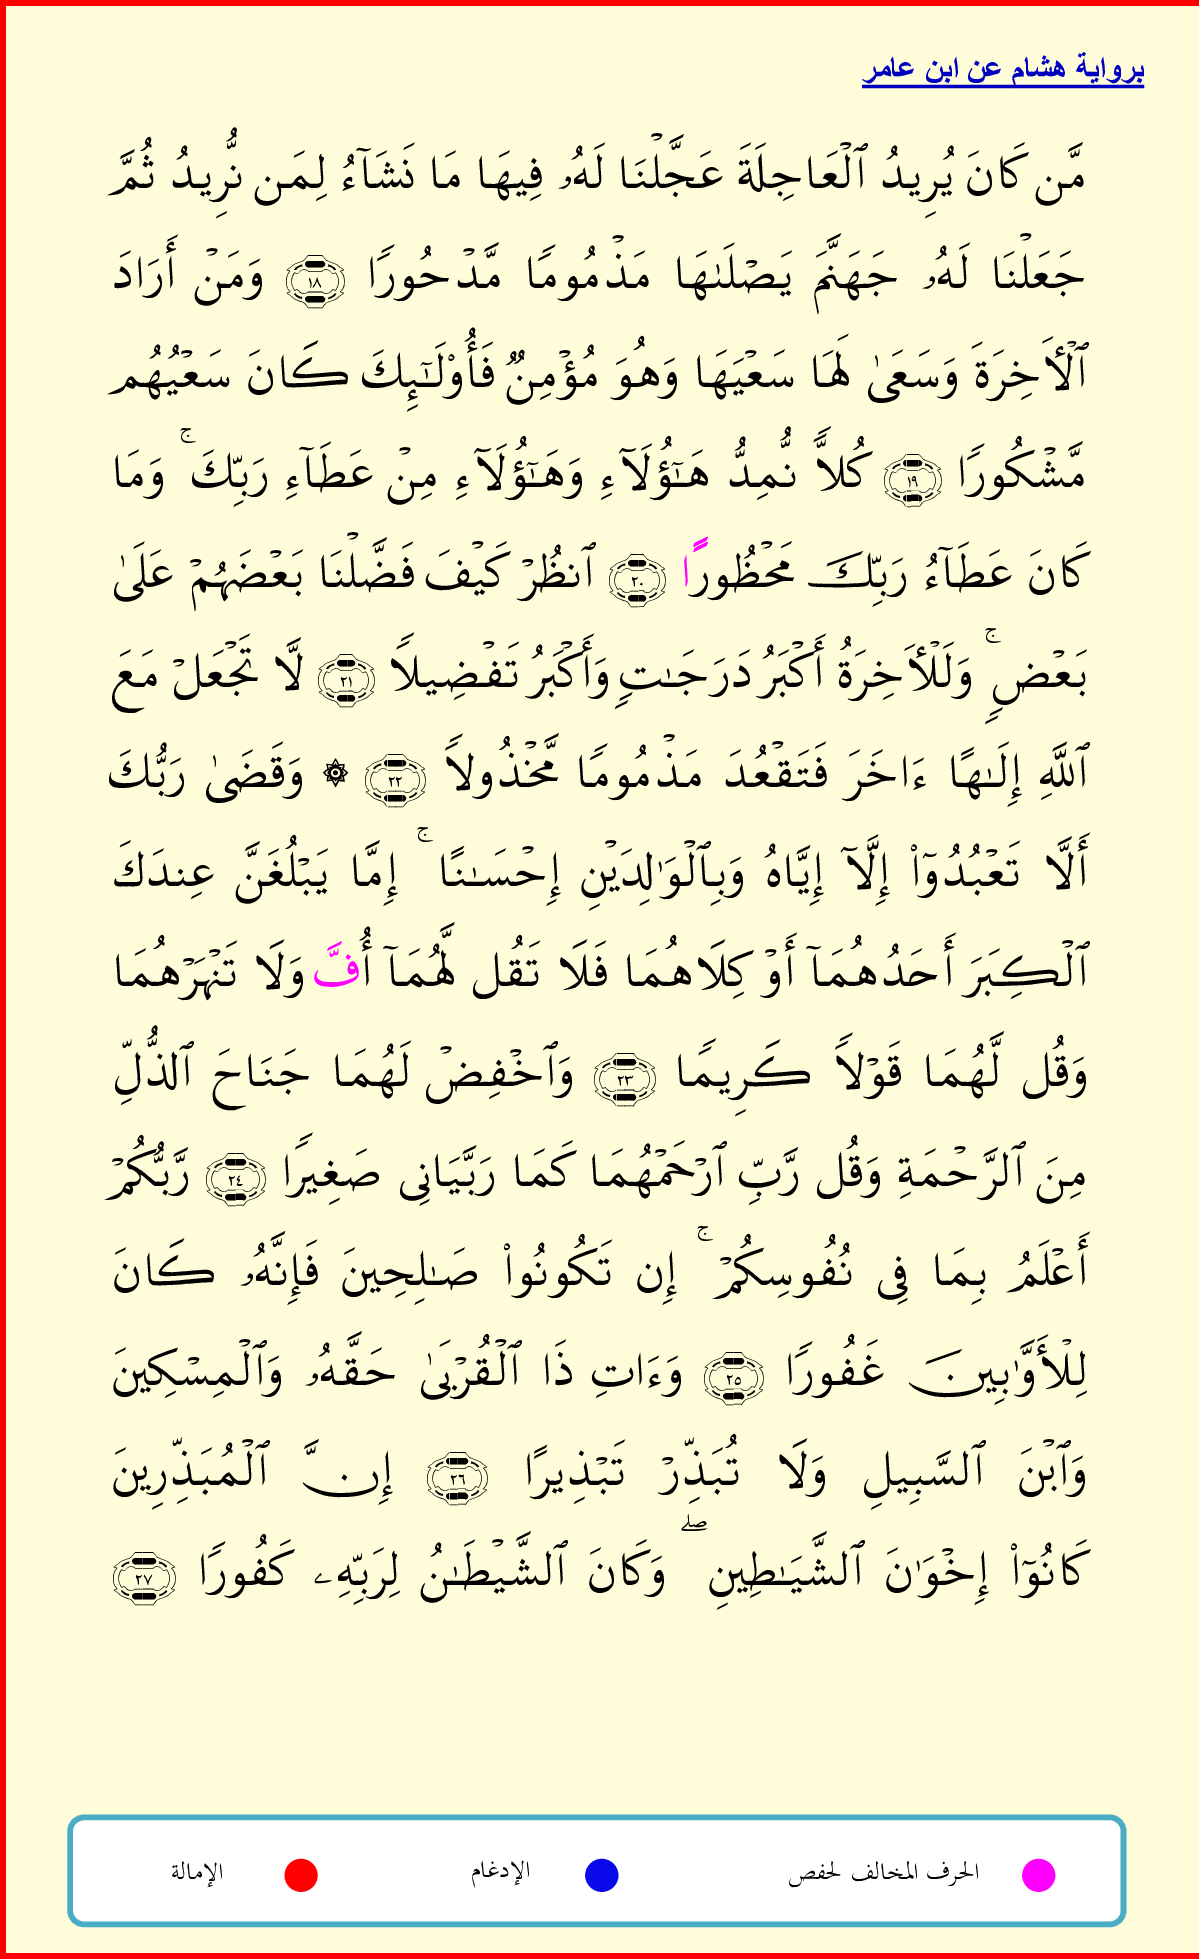 برواية هشام عن ابن عامر
مَّن كَانَ يُرِيدُ ٱلۡعَاجِلَةَ عَجَّلۡنَا لَهُۥ فِيهَا مَا نَشَآءُ لِمَن نُّرِيدُ ثُمَّ
جَعَلۡنَا لَهُۥ جَهَنَّمَ يَصۡلَىٰهَا مَذۡمُومًا مَّدۡحُورًا ١٨ وَمَنۡ أَرَادَ
ٱلۡأَخِرَةَ وَسَعَىٰ لَهَا سَعۡيَهَا وَهُوَ مُؤۡمِنٌ فَأُوْلَـٰٓئِكَ كَانَ سَعۡيُهُم
مَّشۡكُورًا ١٩ كُلاًّ نُّمِدُّ هَـٰٓؤُلَآءِ وَهَـٰٓؤُلَآءِ مِنۡ عَطَآءِ رَبِّكَۚ وَمَا
كَانَ عَطَآءُ رَبِّكَ مَحۡظُورًا ٢٠ ٱنظُرۡ كَيۡفَ فَضَّلۡنَا بَعۡضَهُمۡ عَلَىٰ
بَعۡضٍۚ وَلَلۡأَخِرَةُ أَكۡبَرُ دَرَجَـٰتٍ وَأَكۡبَرُ تَفۡضِيلاً ٢١ لَّا تَجۡعَلۡ مَعَ
ٱللَّهِ إِلَـٰهًا ءَاخَرَ فَتَقۡعُدَ مَذۡمُومًا مَّخۡذُولاً ٢٢ ۞ وَقَضَىٰ رَبُّكَ
أَلَّا تَعۡبُدُوٓاْ إِلَّآ إِيَّاهُ وَبِٱلۡوَٰلِدَيۡنِ إِحۡسَـٰنًاۚ إِمَّا يَبۡلُغَنَّ عِندَكَ
ٱلۡكِبَرَ أَحَدُهُمَآ أَوۡ كِلَاهُمَا فَلَا تَقُل لَّهُمَآ أُفَّ وَلَا تَنۡهَرۡهُمَا
وَقُل لَّهُمَا قَوۡلاً كَرِيمًا ٢٣ وَٱخۡفِضۡ لَهُمَا جَنَاحَ ٱلذُّلِّ
مِنَ ٱلرَّحۡمَةِ وَقُل رَّبِّ ٱرۡحَمۡهُمَا كَمَا رَبَّيَانِى صَغِيرًا ٢٤ رَّبُّكُمۡ
أَعۡلَمُ بِمَا فِى نُفُوسِكُمۡۚ إِن تَكُونُواْ صَـٰلِحِينَ فَإِنَّهُۥ كَانَ
لِلۡأَوَّٰبِينَ غَفُورًا ٢٥ وَءَاتِ ذَا ٱلۡقُرۡبَىٰ حَقَّهُۥ وَٱلۡمِسۡكِينَ
وَٱبۡنَ ٱلسَّبِيلِ وَلَا تُبَذِّرۡ تَبۡذِيرًا ٢٦ إِنَّ ٱلۡمُبَذِّرِينَ
كَانُوٓاْ إِخۡوَٰنَ ٱلشَّيَـٰطِينِۖ وَكَانَ ٱلشَّيۡطَـٰنُ لِرَبِّهِۦ كَفُورًا ٢٧
الحرف المخالف لحفص الإدغام الإمالة